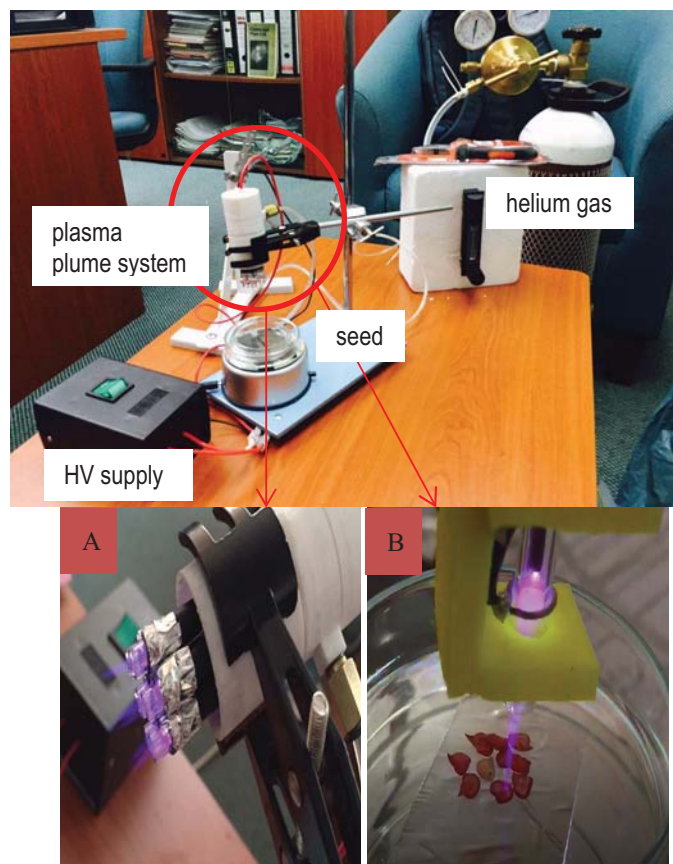 plasma
plume system
helium gas
seed
HV supply
A
B